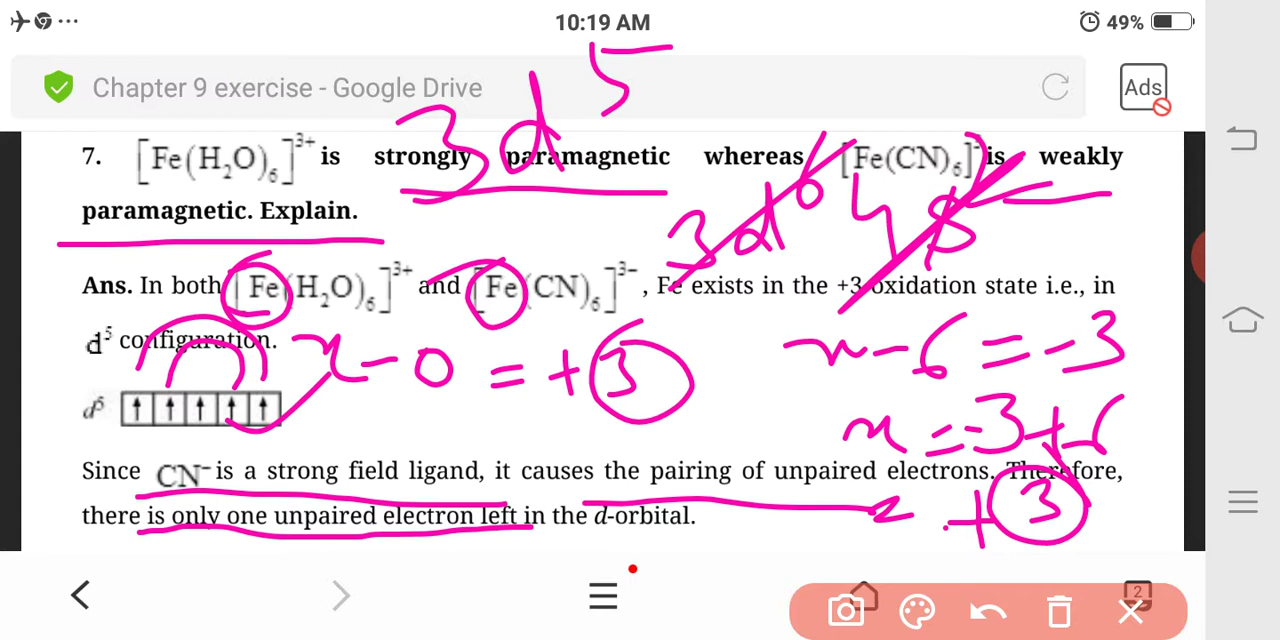 10:19 AM
49%
Chapter 9 exercise - Google Drive
Ads
3d5
7. [Fe(H₂O)₆]³⁺ is strongly paramagnetic whereas [Fe(CN)₆] is weakly
3d6 4
paramagnetic. Explain.
Ans. In both [Fe(H₂O)₆]³⁺ and [Fe(CN)₆]³⁻, Fe exists in the +3 oxidation state i.e., in
d⁵ configuration.
x - 0 = +3
x - 6 = -3
d⁵ ↑ ↑ ↑ ↑ ↑
x = -3+6
Since CN⁻ is a strong field ligand, it causes the pairing of unpaired electrons. Therefore,
+3
there is only one unpaired electron left in the d-orbital.
2